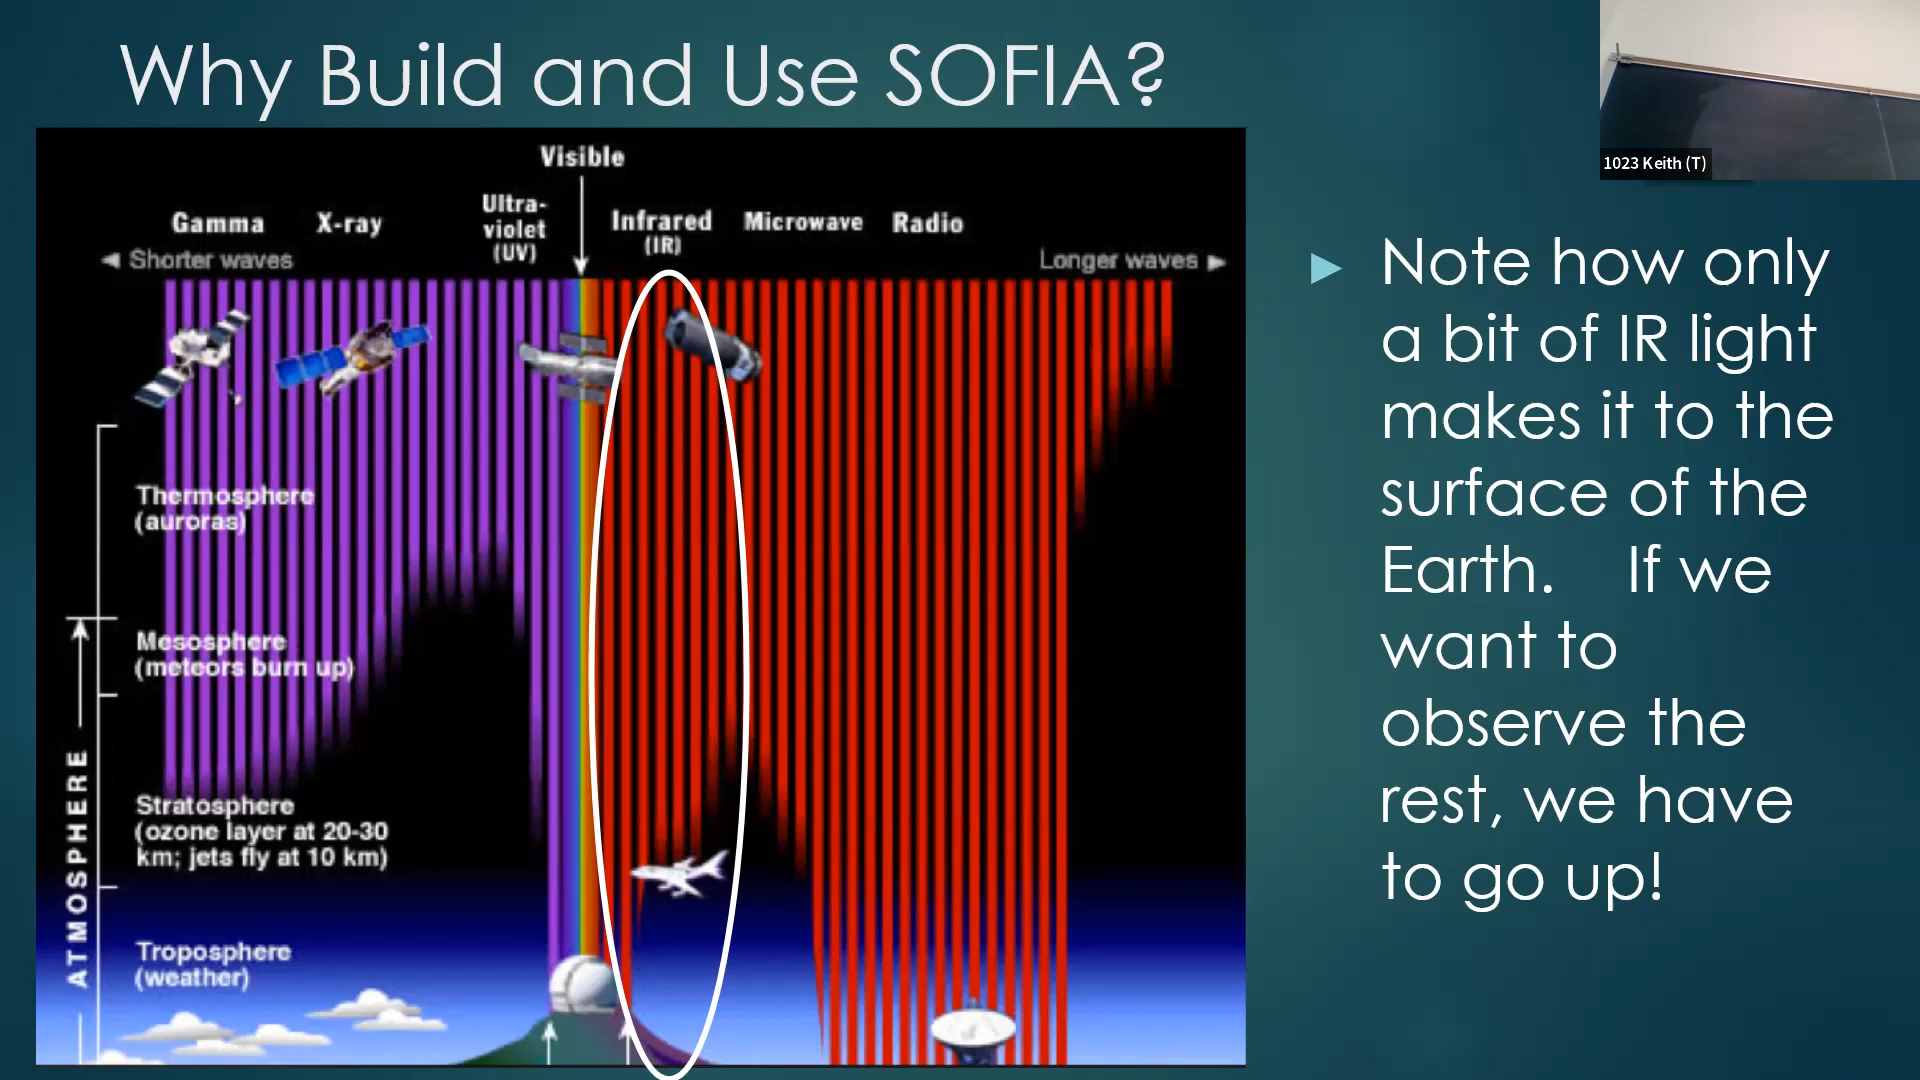 Why Build and Use SOFIA?
1023 Keith (T)
Visible
Gamma
X-ray
Ultra-
violet
(UV)
Infrared
(IR)
Microwave
Radio
Shorter waves
Longer waves
Thermosphere
(auroras)
Mesosphere
(meteors burn up)
Stratosphere
(ozone layer at 20-30
km; jets fly at 10 km)
Troposphere
(weather)
ATMOSPHERE
Note how only
a bit of IR light
makes it to the
surface of the
Earth. If we
want to
observe the
rest, we have
to go up!